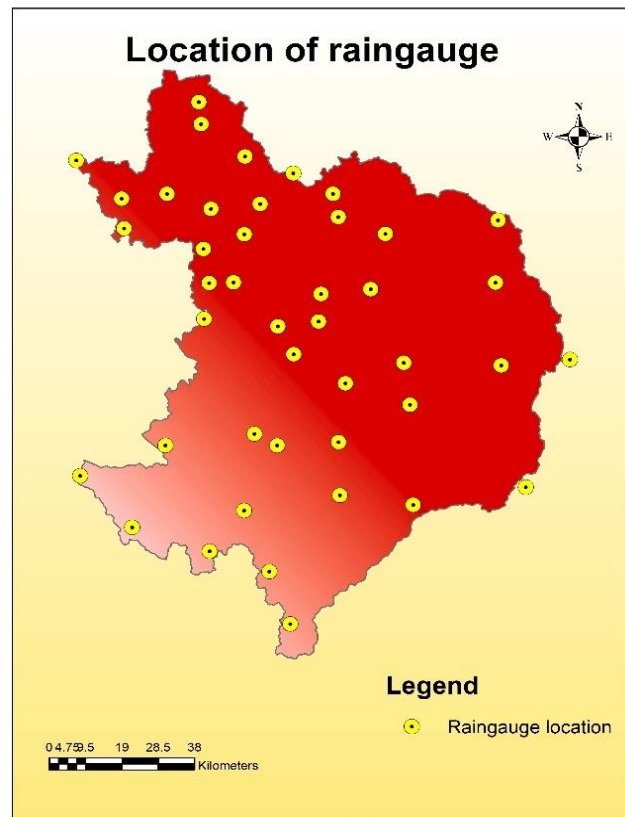 Location of raingauge
N
W E
S
Legend
Raingauge location
0 4.75 9.5 19 28.5 38
Kilometers